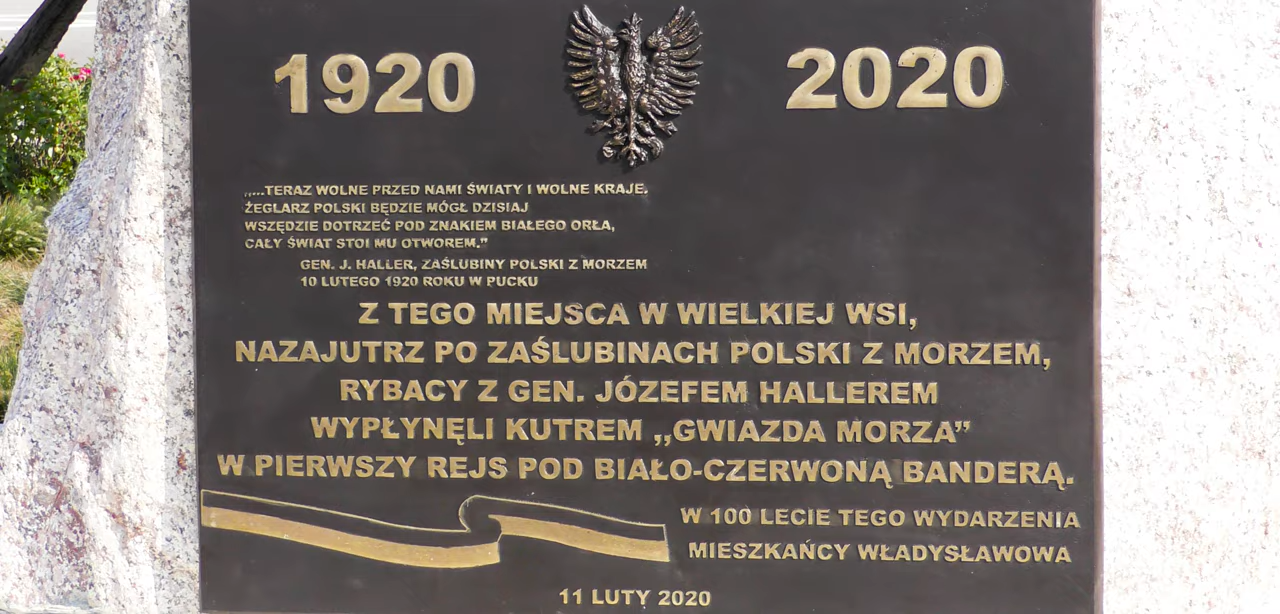 1920 2020
„...TERAZ WOLNE PRZED NAMI ŚWIATY I WOLNE KRAJE.
ŻEGLARZ POLSKI BĘDZIE MÓGŁ DZISIAJ
WSZĘDZIE DOTRZEĆ POD ZNAKIEM BIAŁEGO ORŁA,
CAŁY ŚWIAT STOI MU OTWOREM."
GEN. J. HALLER, ZAŚLUBINY POLSKI Z MORZEM
10 LUTEGO 1920 ROKU W PUCKU
Z TEGO MIEJSCA W WIELKIEJ WSI,
NAZAJUTRZ PO ZAŚLUBINACH POLSKI Z MORZEM,
RYBACY Z GEN. JÓZEFEM HALLEREM
WYPŁYNĘLI KUTREM „GWIAZDA MORZA”
W PIERWSZY REJS POD BIAŁO-CZERWONĄ BANDERĄ.
W 100 LECIE TEGO WYDARZENIA
MIESZKAŃCY WŁADYSŁAWOWA
11 LUTY 2020